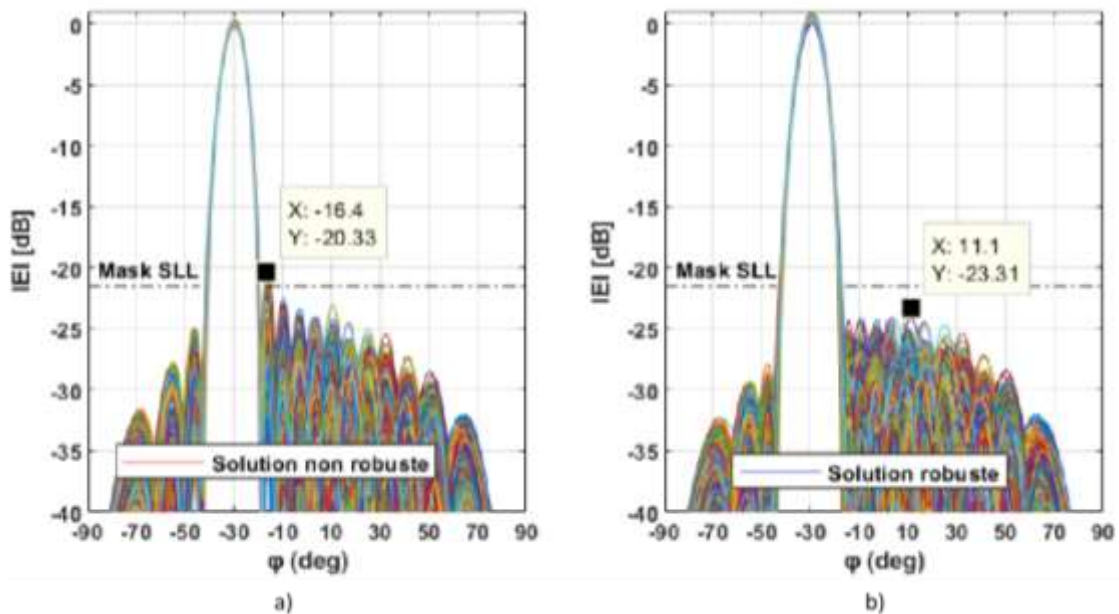 0
-5
-10
-15
-20
-25
-30
-35
-40
|E| [dB]
Mask SLL
X: -16.4
Y: -20.33
Solution non robuste
-90 -70 -50 -30 -10 10 30 50 70 90
φ (deg)
a)
0
-5
-10
-15
-20
-25
-30
-35
-40
|E| [dB]
Mask SLL
X: 11.1
Y: -23.31
Solution robuste
-90 -70 -50 -30 -10 10 30 50 70 90
φ (deg)
b)